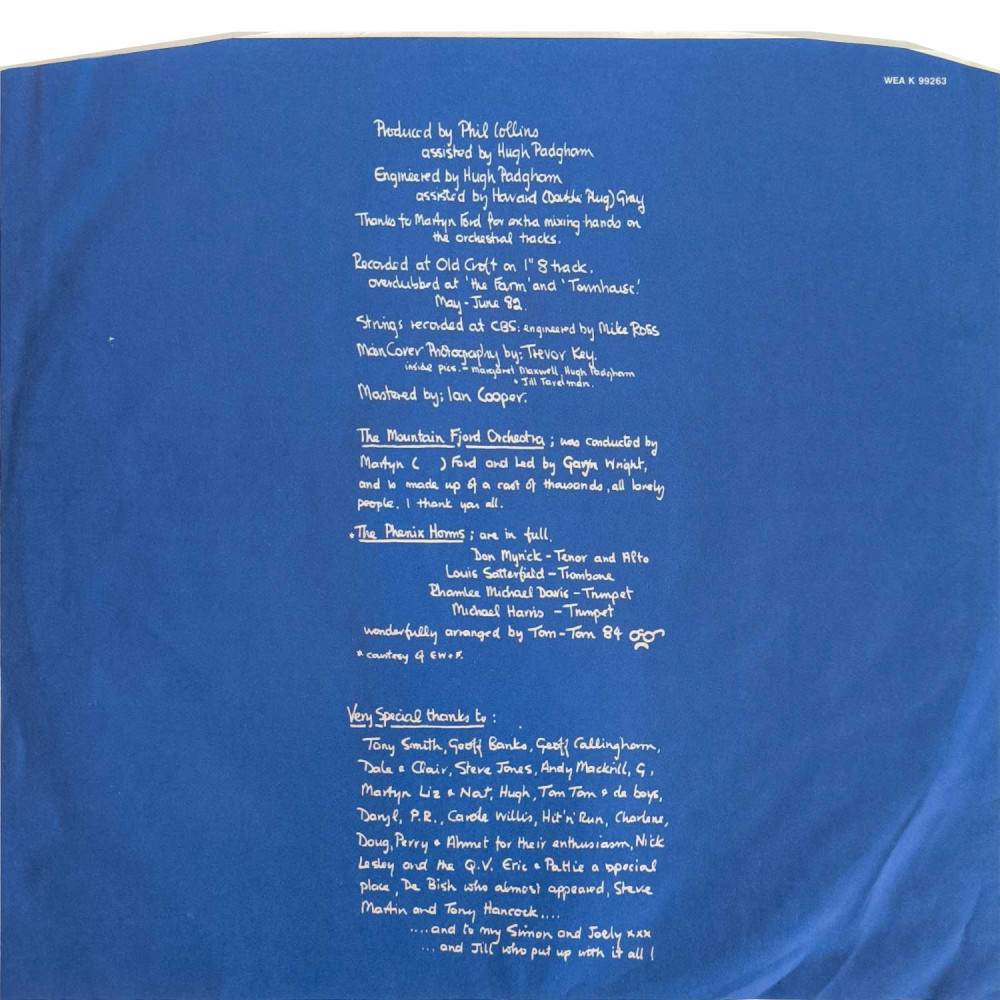 WEA K 99263
Produced by Phil Collins
assisted by Hugh Padgham
Engineered by Hugh Padgham
assisted by Howard (Double Plug) Gray
Thanks to Martyn Ford for extra mixing hands on
the orchestral tracks.
Recorded at Old Croft on 1" 8 track.
overdubbed at 'the Farm' and 'Townhouse'.
May - June 82.
Strings recorded at CBS: engineered by Mike Ross
Main Cover Photography by: Trevor Key.
inside pics. - margaret Maxwell, Hugh Padgham
+ Jill Tavelman.
Mastered by; Ian Cooper.
The Mountain Fjord Orchestra ; was conducted by
Martyn ( ) Ford and Led by Gavyn Wright,
and is made up of a cast of thousands, all lovely
people. I thank you all.
*The Phenix Horns ; are in full.
Don Myrick - Tenor and Alto
Louis Satterfield - Trombone
Rhamlee Michael Davis - Trumpet
Michael Harris - Trumpet
wonderfully arranged by Tom-Tom 84
* courtesy of E.W+F.
Very Special thanks to :
Tony Smith, Geoff Banks, Geoff Callingham,
Dale + Clair, Steve Jones, Andy Mackrill, G,
Martyn Liz + Nat, Hugh, Tom Tom + de boys,
Daryl, P.R., Carole Willis, Hit'n'Run, Charlene,
Doug, Perry + Ahmet for their enthusiasm, Nick
Lesley and the Q.V. Eric + Pattie a special
place, De Bish who almost appeared, Steve
Martin and Tony Hancock....
....and to my Simon and Joely xxx
...and Jill who put up with it all !